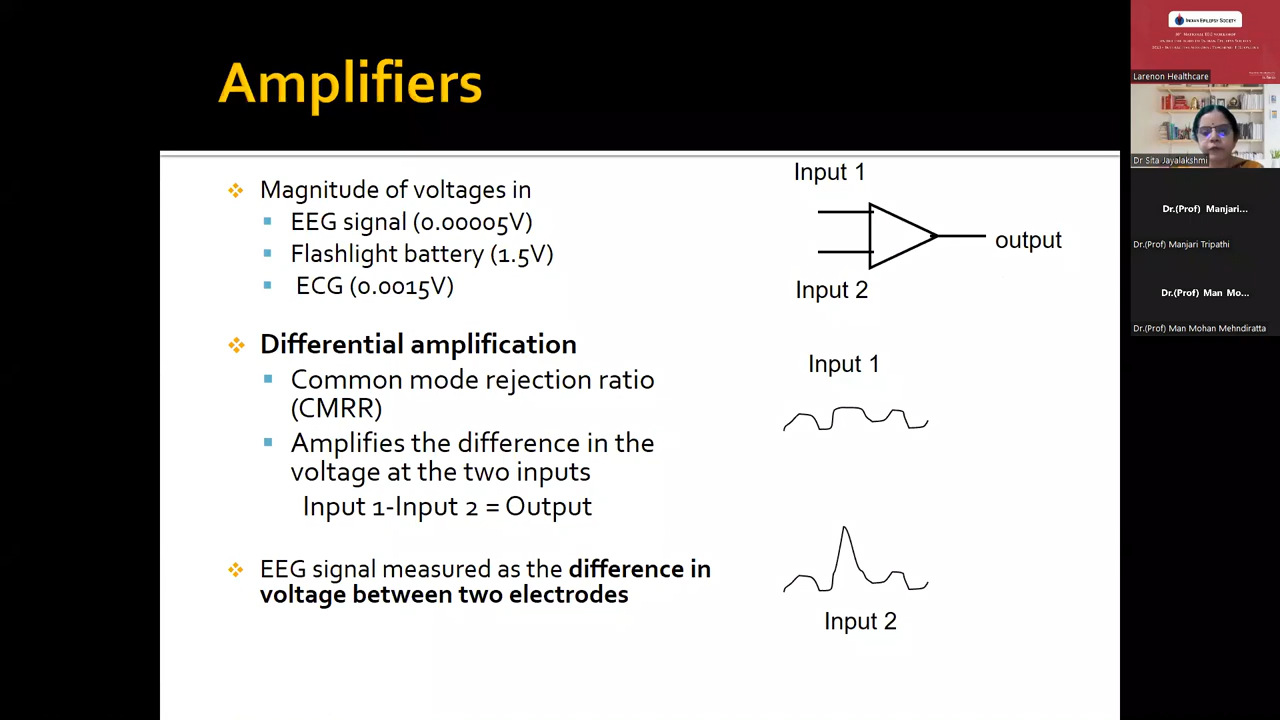 Amplifiers
Magnitude of voltages in
EEG signal (0.00005V)
Flashlight battery (1.5V)
ECG (0.0015V)
Differential amplification
Common mode rejection ratio
(CMRR)
Amplifies the difference in the
voltage at the two inputs
Input 1-Input 2 = Output
EEG signal measured as the difference in
voltage between two electrodes
Input 1
output
Input 2
Input 1
Input 2
INDIAN EPILEPSY SOCIETY
Larenon Healthcare
Dr Sita Jayalakshmi
Dr.(Prof) Manjari...
Dr.(Prof) Manjari Tripathi
Dr.(Prof) Man Mo...
Dr.(Prof) Man Mohan Mehndiratta